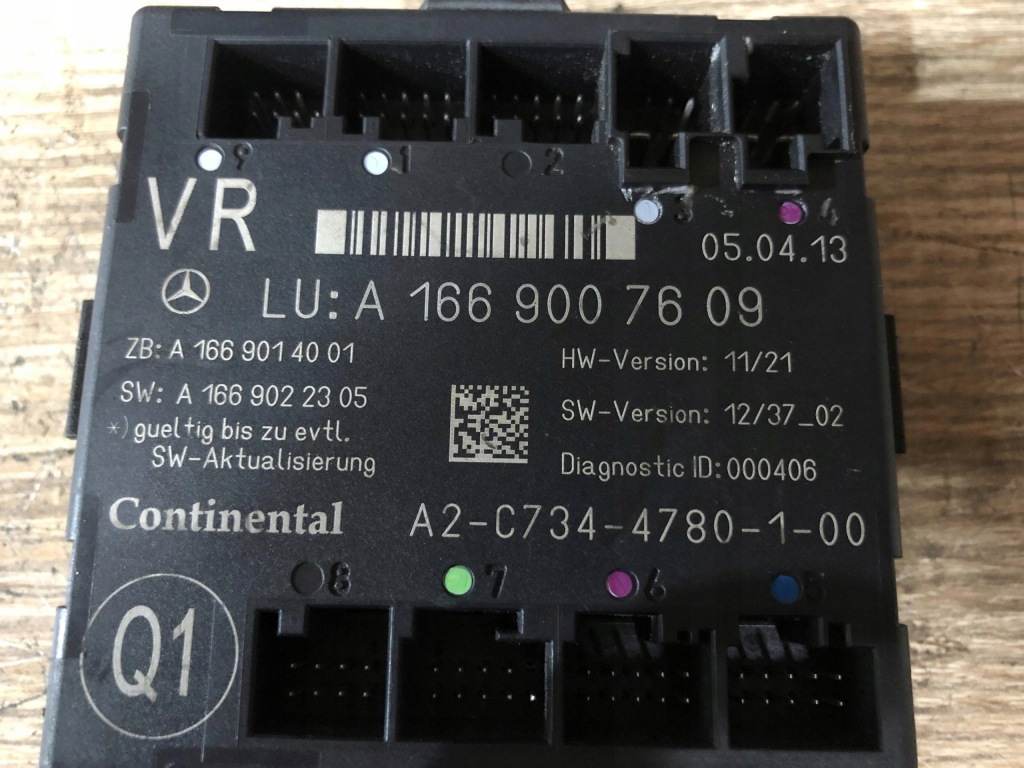 9 1 2 3 4
VR
05.04.13
LU: A 166 900 76 09
ZB: A 166 901 40 01
HW-Version: 11/21
SW: A 166 902 23 05
SW-Version: 12/37_02
*) gueltig bis zu evtl.
SW-Aktualisierung
Diagnostic ID: 000406
Continental
A2-C734-4780-1-00
8 7 6 5
Q1